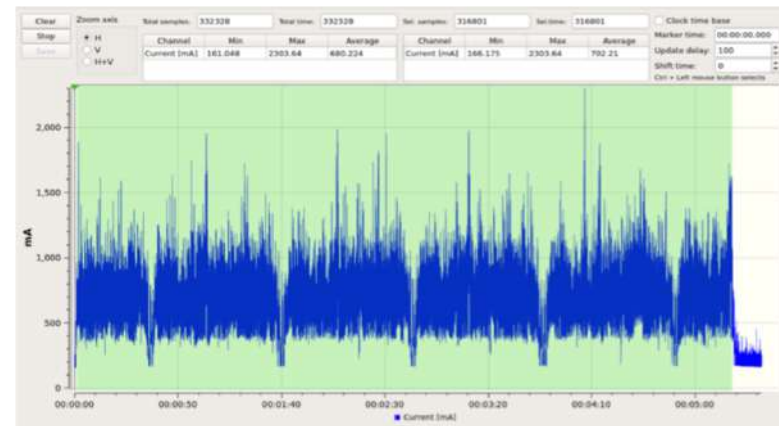 Clear
Stop
Save
Zoom axis
H
V
H+V
Total samples: 332328
Total time: 332328
Channel Min Max Average
Current [mA] 161.048 2303.64 680.224
Sel. samples: 316801
Sel.time: 316801
Channel Min Max Average
Current [mA] 166.175 2303.64 702.21
Clock time base
Marker time: 00:00:00.000
Update delay: 100
Shift time: 0
Ctrl + Left mouse button selects
2,000
1,500
1,000
500
0
mA
00:00:00 00:00:50 00:01:40 00:02:30 00:03:20 00:04:10 00:05:00
Current [mA]